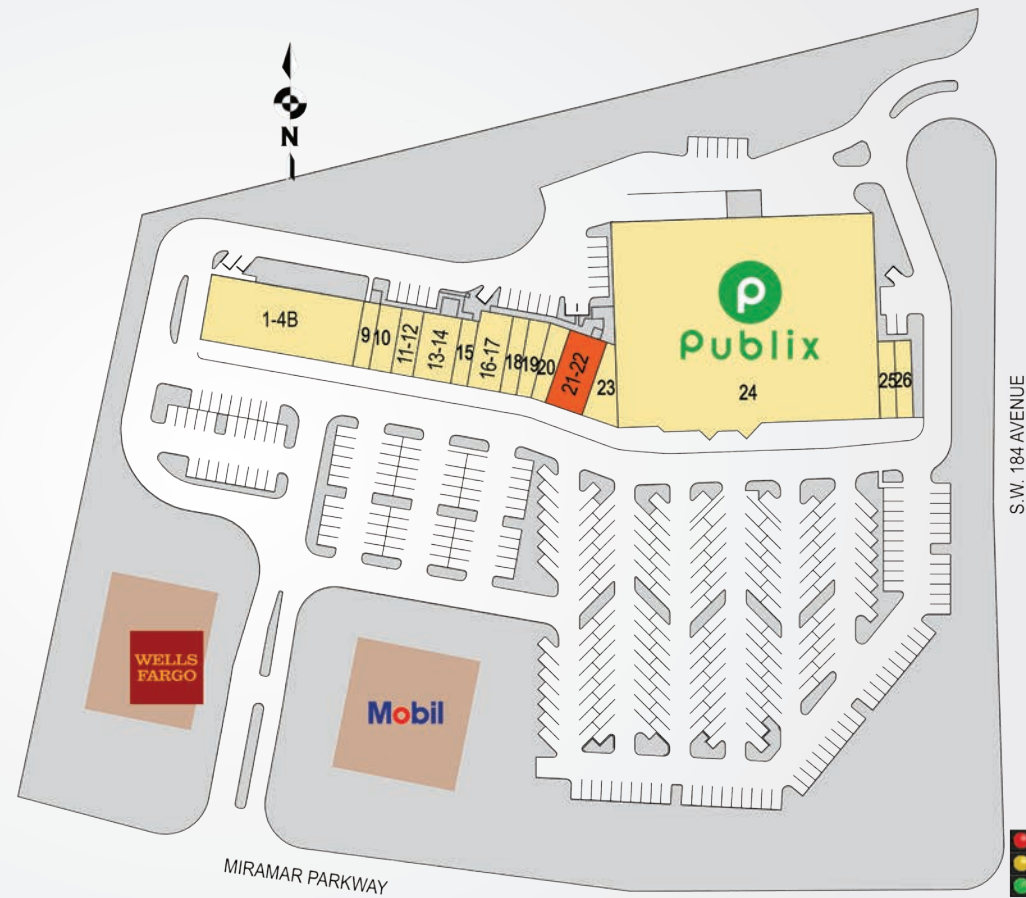 N
1-4B
9
10
11-12
13-14
15
16-17
18
19
20
21-22
23
P
Publix
24
25
26
S.W. 184 AVENUE
WELLS
FARGO
Mobil
MIRAMAR PARKWAY